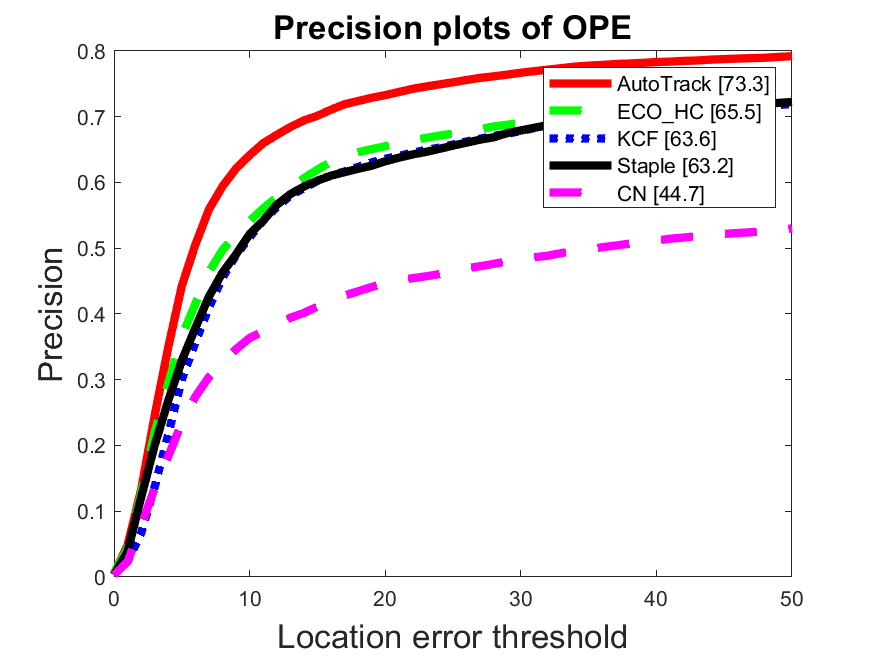 Precision plots of OPE
0.8
0.7
0.6
0.5
0.4
0.3
0.2
0.1
0
Precision
AutoTrack [73.3]
ECO_HC [65.5]
KCF [63.6]
Staple [63.2]
CN [44.7]
0 10 20 30 40 50
Location error threshold